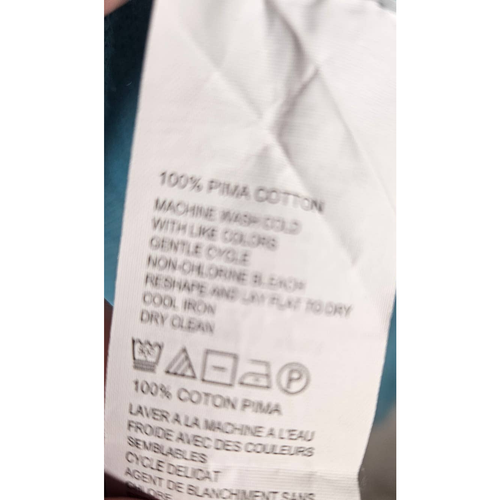 100% PIMA COTTON
MACHINE WASH COLD
WITH LIKE COLORS
GENTLE CYCLE
NON-CHLORINE BLEACH
RESHAPE AND LAY FLAT TO DRY
COOL IRON
DRY CLEAN
P
100% COTON PIMA
LAVER A LA MACHINE A L'EAU
FROIDE AVEC DES COULEURS
SEMBLABLES
CYCLE DELICAT
AGENT DE BLANCHIMENT SANS